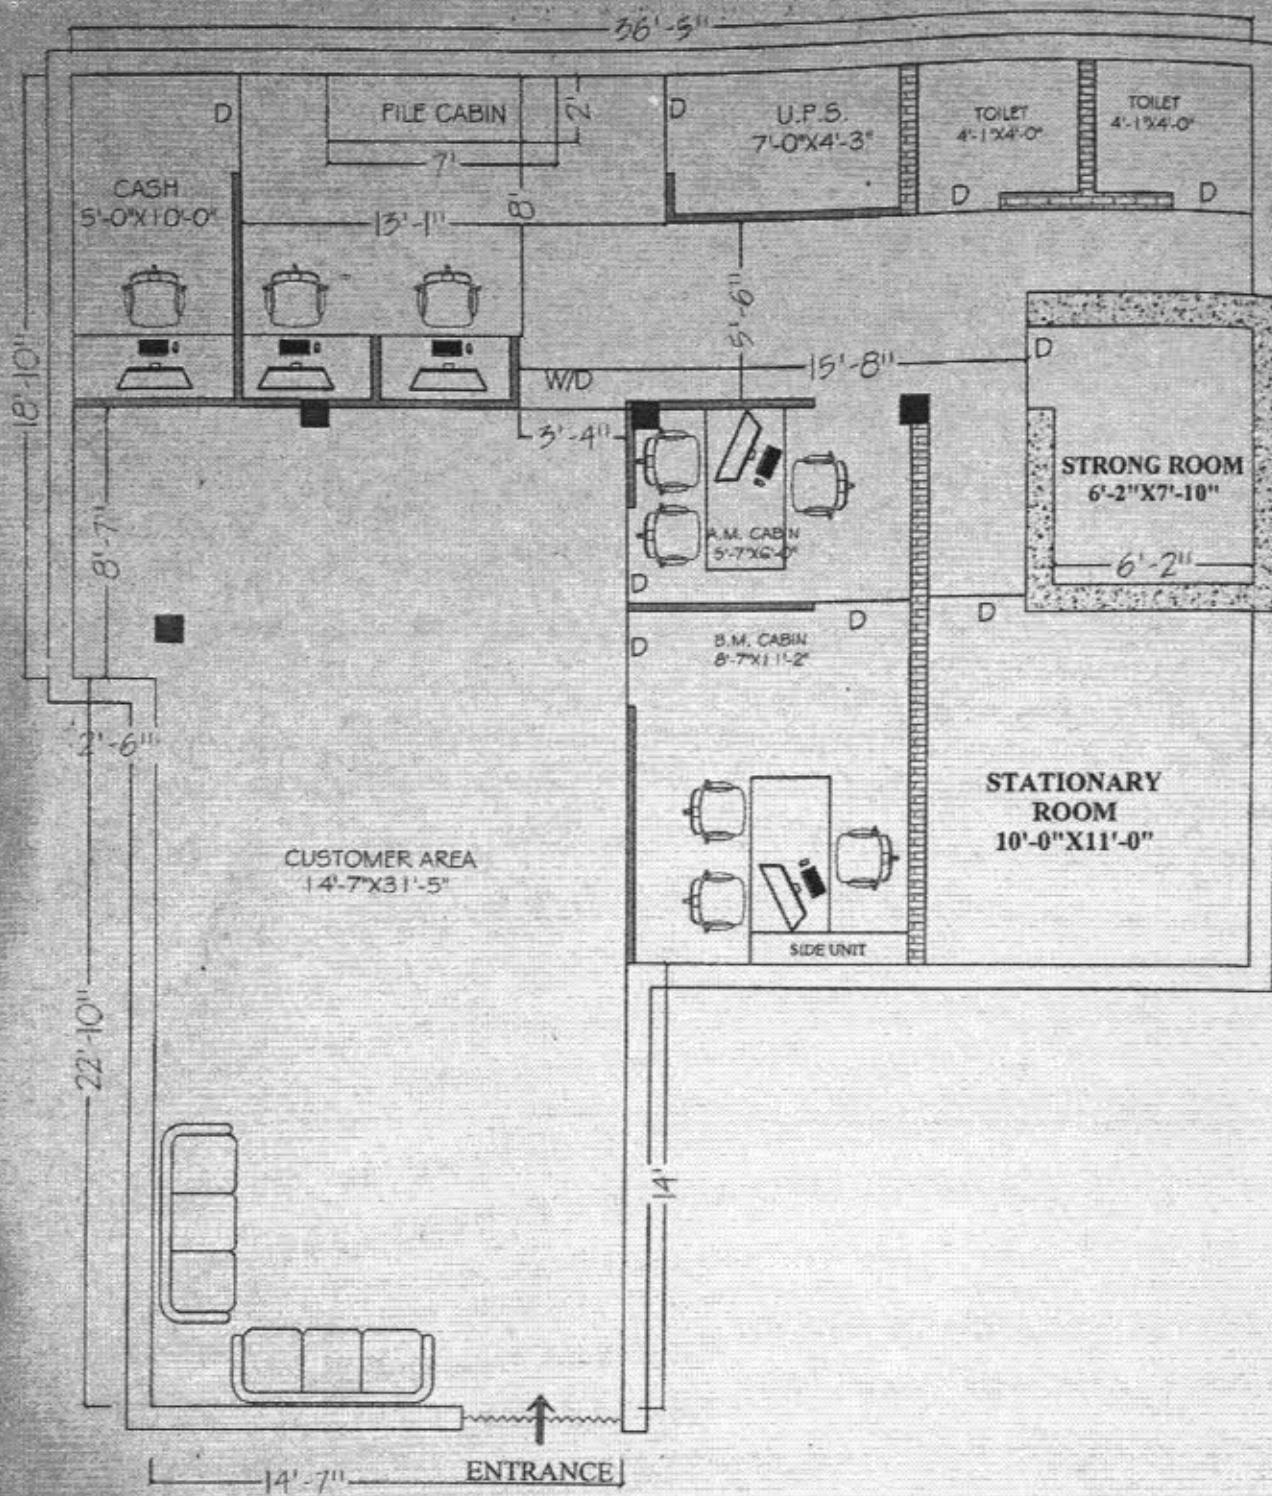 36'-5"
FILE CABIN
2'
7'
D
D
U.P.S.
7'-0"X4'-3"
TOILET
4'-1"X4'-0"
TOILET
4'-1"X4'-0"
D
D
CASH
5'-0"X10'-0"
13'-1"
8'
5'-6"
15'-8"
D
18'-10"
W/D
3'-4"
STRONG ROOM
6'-2"X7'-10"
6'-2"
8'-7"
A.M. CABIN
5'-7"X6'-0"
D
D
D
D
B.M. CABIN
8'-7"X11'-2"
2'-6"
STATIONARY
ROOM
10'-0"X11'-0"
CUSTOMER AREA
14'-7"X31'-5"
SIDE UNIT
22'-10"
14'
ENTRANCE
14'-7"